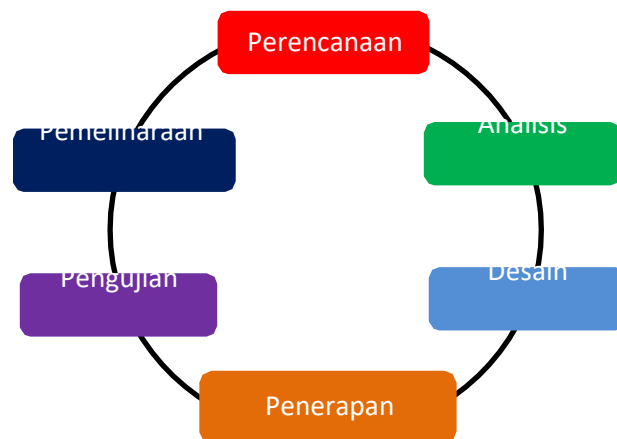 Perencanaan
Analisis
Desain
Penerapan
Pengujian
Pemeliharaan